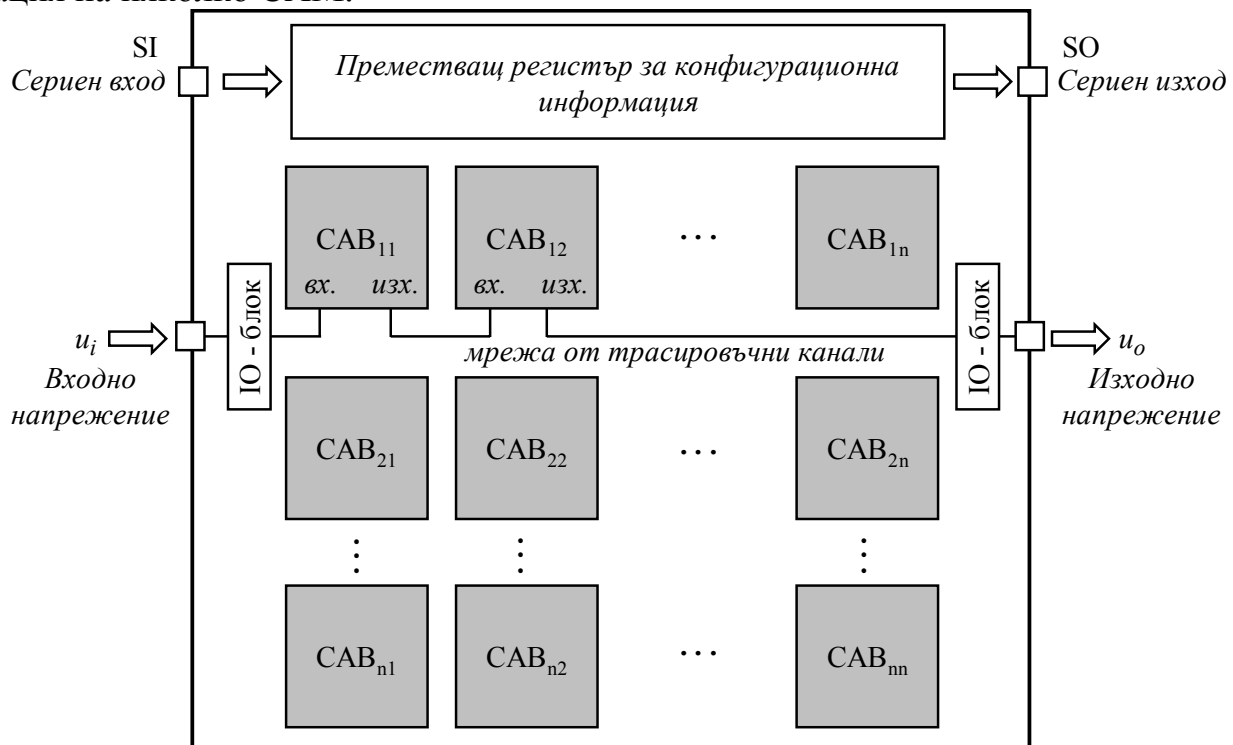 SI
Сериен вход
Преместващ регистър за конфигурационна
информация
SO
Сериен изход
CAB11
вх. изх.
CAB12
вх. изх.
...
CAB1n
IO - блок
IO - блок
ui
Входно
напрежение
мрежа от трасировъчни канали
uo
Изходно
напрежение
CAB21
CAB22
...
CAB2n
CABn1
CABn2
...
CABnn